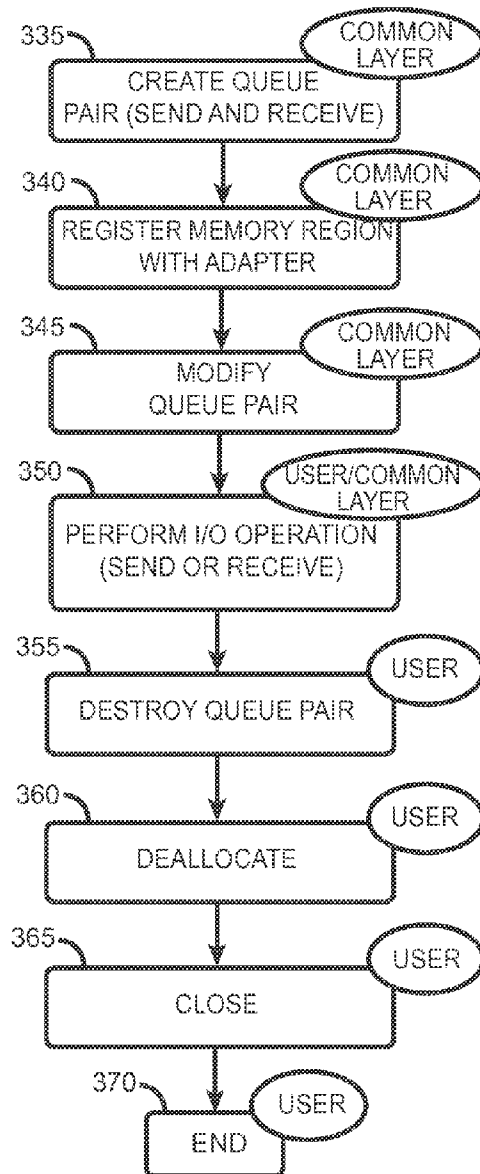 335
COMMON
LAYER
CREATE QUEUE
PAIR (SEND AND RECEIVE)
340
COMMON
LAYER
REGISTER MEMORY REGION
WITH ADAPTER
345
COMMON
LAYER
MODIFY
QUEUE PAIR
350
USER/COMMON
LAYER
PERFORM I/O OPERATION
(SEND OR RECEIVE)
355
USER
DESTROY QUEUE PAIR
360
USER
DEALLOCATE
365
USER
CLOSE
370
USER
END